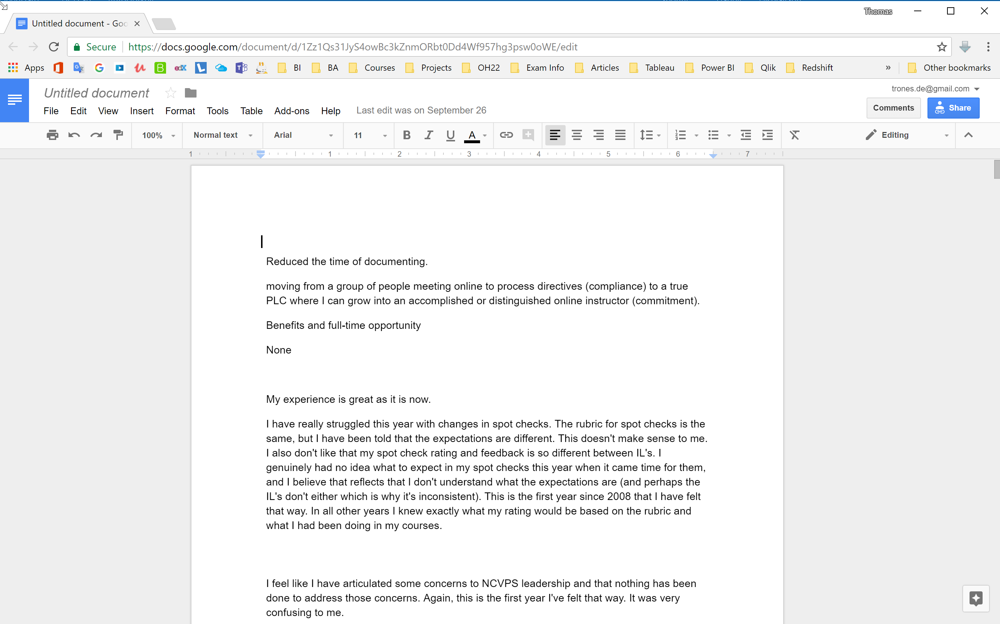 Thomas
Untitled document - Goo
Secure https://docs.google.com/document/d/1Zz1Qs31JyS4owBc3kZnmORbt0Dd4Wf957hg3psw0oWE/edit
Apps BI BA Courses Projects OH22 Exam Info Articles Tableau Power BI Qlik Redshift » Other bookmarks
Untitled document
trones.de@gmail.com
File Edit View Insert Format Tools Table Add-ons Help Last edit was on September 26
Comments Share
100% Normal text Arial 11 B I U A Editing
1 1 2 3 4 5 6 7
Reduced the time of documenting.
moving from a group of people meeting online to process directives (compliance) to a true
PLC where I can grow into an accomplished or distinguished online instructor (commitment).
Benefits and full-time opportunity
None
My experience is great as it is now.
I have really struggled this year with changes in spot checks. The rubric for spot checks is the
same, but I have been told that the expectations are different. This doesn't make sense to me.
I also don't like that my spot check rating and feedback is so different between IL's. I
genuinely had no idea what to expect in my spot checks this year when it came time for them,
and I believe that reflects that I don't understand what the expectations are (and perhaps the
IL's don't either which is why it's inconsistent). This is the first year since 2008 that I have felt
that way. In all other years I knew exactly what my rating would be based on the rubric and
what I had been doing in my courses.
I feel like I have articulated some concerns to NCVPS leadership and that nothing has been
done to address those concerns. Again, this is the first year I've felt that way. It was very
confusing to me.